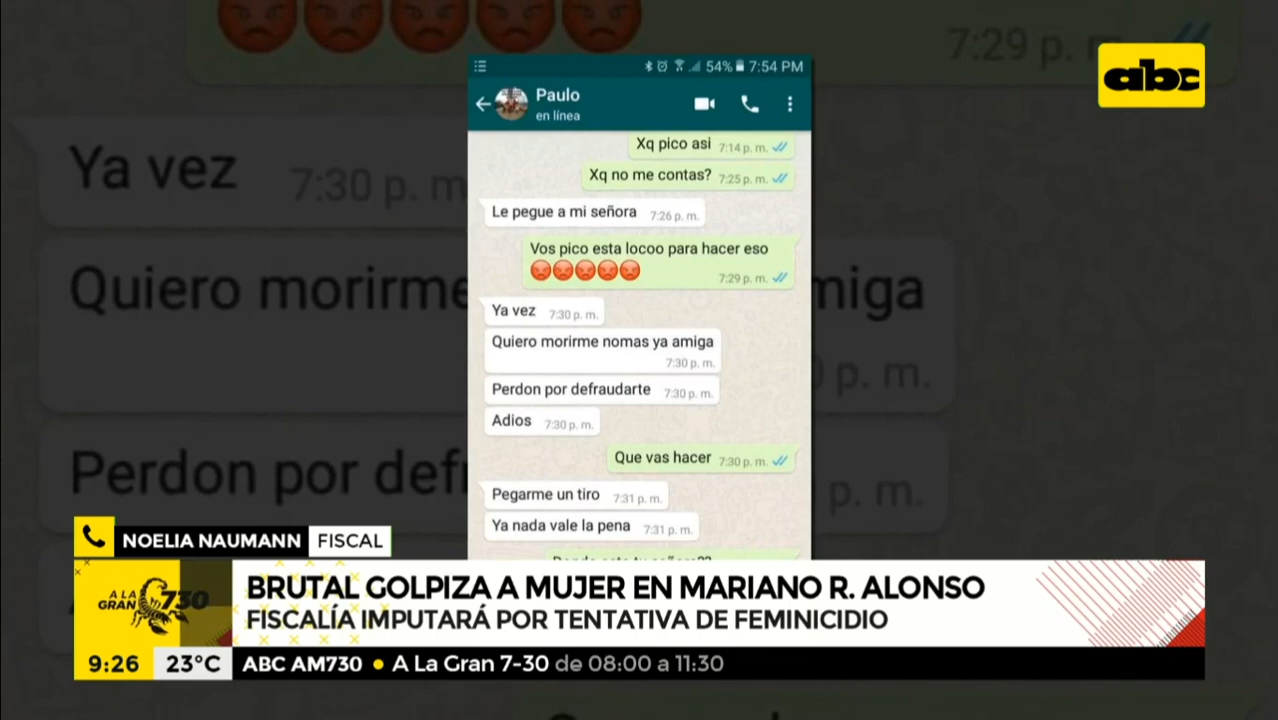 7:29 p. m
abc
54% 7:54 PM
Paulo
en línea
Xq pico asi 7:14 p. m.
Xq no me contas? 7:25 p. m.
Le pegue a mi señora 7:26 p. m.
Vos pico esta locoo para hacer eso
7:29 p. m.
Ya vez 7:30 p. m.
Quiero morirme nomas ya amiga
7:30 p. m.
Perdon por defraudarte 7:30 p. m.
Adios 7:30 p. m.
Que vas hacer 7:30 p. m.
Pegarme un tiro 7:31 p. m.
Ya nada vale la pena 7:31 p. m.
Ya vez 7:30 p. m
Quiero morirme miga
p. m.
Perdon por def p. m.
NOELIA NAUMANN FISCAL
A LA GRAN 730
BRUTAL GOLPIZA A MUJER EN MARIANO R. ALONSO
FISCALÍA IMPUTARÁ POR TENTATIVA DE FEMINICIDIO
9:26 23°C ABC AM730 ● A La Gran 7-30 de 08:00 a 11:30